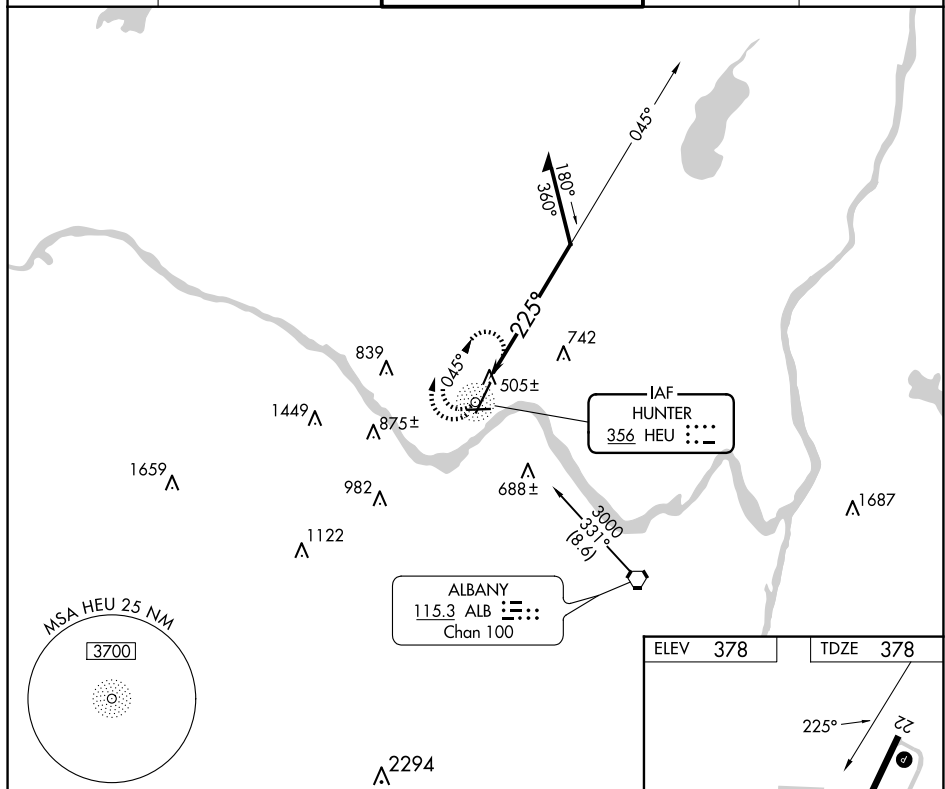 045°
180°
360°
225°
742
839
045°
505±
IAF
HUNTER
356 HEU
1449
875±
1659
982
688±
1687
3000
331°
(8.6)
1122
ALBANY
115.3 ALB
Chan 100
MSA HEU 25 NM
3700
ELEV 378
TDZE 378
225°
22
P
2294